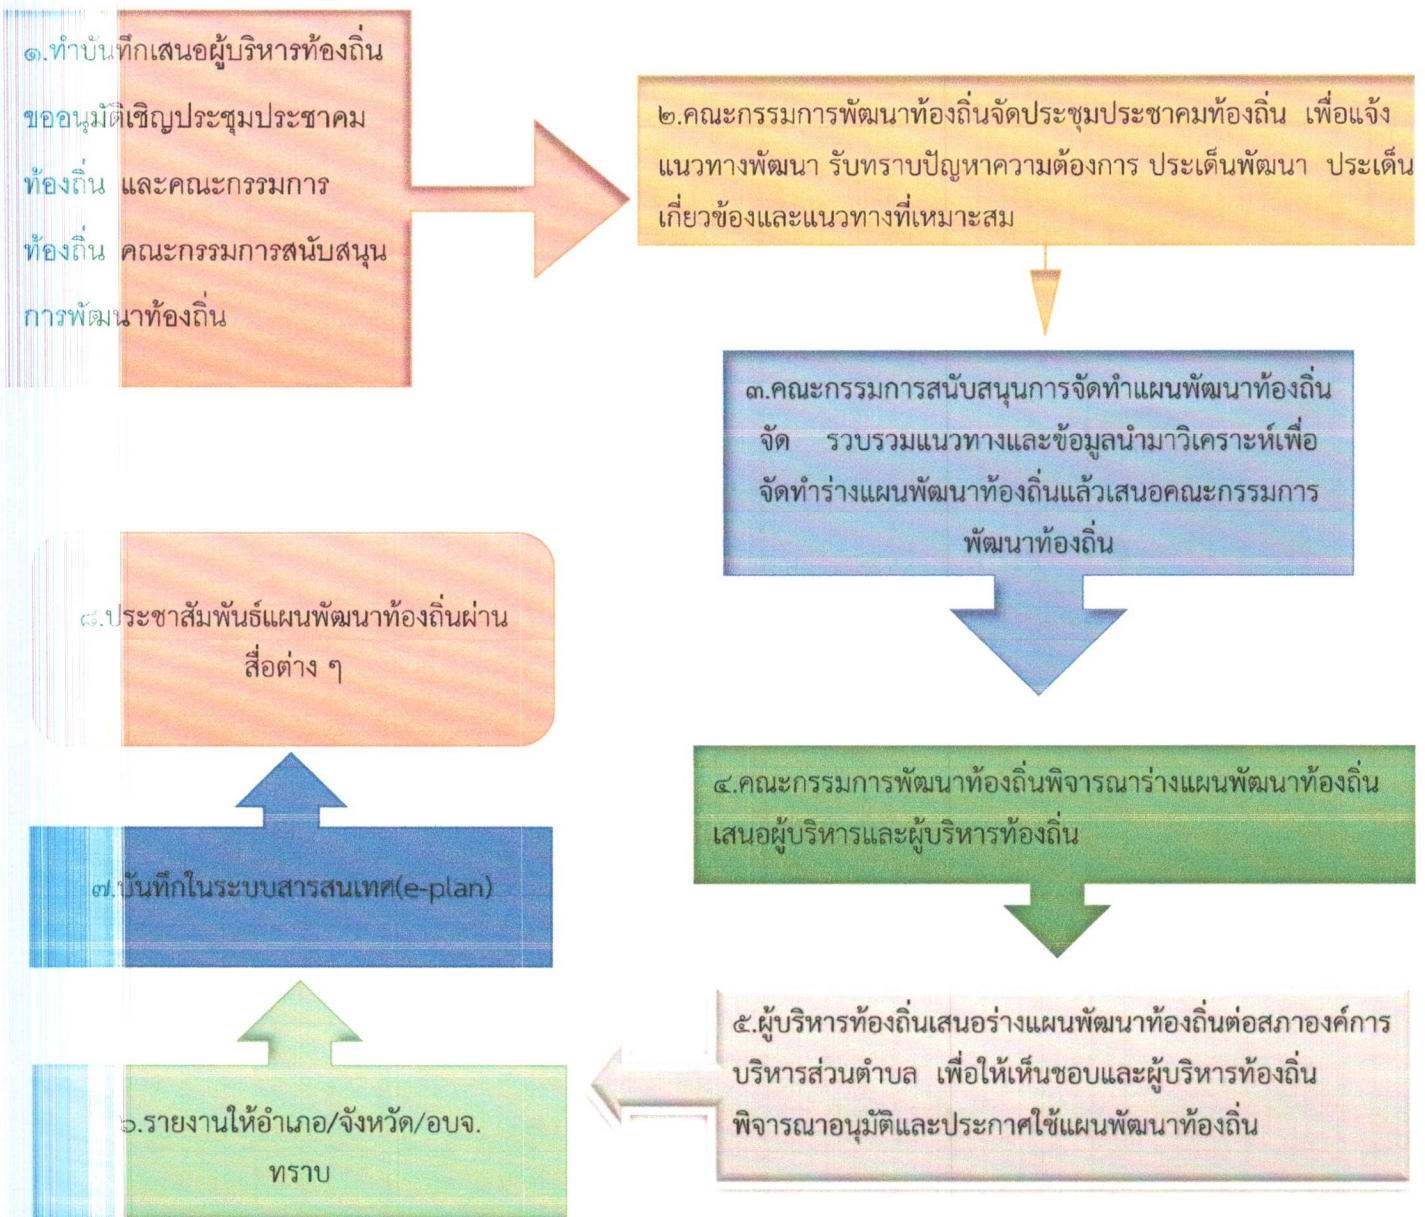 ๑.ทำบันทึกเสนอผู้บริหารท้องถิ่น
ขออนุมัติเชิญประชุมประชาคม
ท้องถิ่น และคณะกรรมการ
ท้องถิ่น คณะกรรมการสนับสนุน
การพัฒนาท้องถิ่น
๒.คณะกรรมการพัฒนาท้องถิ่นจัดประชุมประชาคมท้องถิ่น เพื่อแจ้ง
แนวทางพัฒนา รับทราบปัญหาความต้องการ ประเด็นพัฒนา ประเด็น
เกี่ยวข้องและแนวทางที่เหมาะสม
๓.คณะกรรมการสนับสนุนการจัดทำแผนพัฒนาท้องถิ่น
จัด รวบรวมแนวทางและข้อมูลนำมาวิเคราะห์เพื่อ
จัดทำร่างแผนพัฒนาท้องถิ่นแล้วเสนอคณะกรรมการ
พัฒนาท้องถิ่น
๔.คณะกรรมการพัฒนาท้องถิ่นพิจารณาร่างแผนพัฒนาท้องถิ่น
เสนอผู้บริหารและผู้บริหารท้องถิ่น
๕.ผู้บริหารท้องถิ่นเสนอร่างแผนพัฒนาท้องถิ่นต่อสภาองค์การ
บริหารส่วนตำบล เพื่อให้เห็นชอบและผู้บริหารท้องถิ่น
พิจารณาอนุมัติและประกาศใช้แผนพัฒนาท้องถิ่น
๖.รายงานให้อำเภอ/จังหวัด/อบจ.
ทราบ
๗.บันทึกในระบบสารสนเทศ(e-plan)
๘.ประชาสัมพันธ์แผนพัฒนาท้องถิ่นผ่าน
สื่อต่าง ๆ